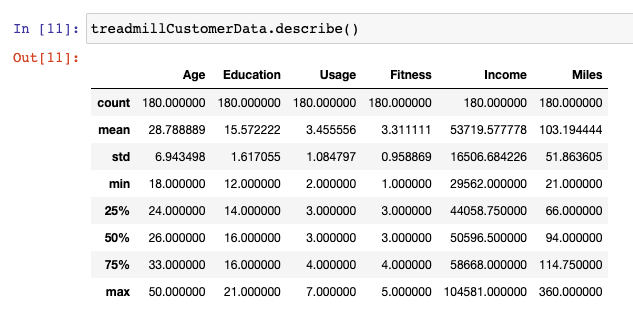 In [11]: treadmillCustomerData.describe()
Out[11]:
Age Education Usage Fitness Income Miles
count 180.000000 180.000000 180.000000 180.000000 180.000000 180.000000
mean 28.788889 15.572222 3.455556 3.311111 53719.577778 103.194444
std 6.943498 1.617055 1.084797 0.958869 16506.684226 51.863605
min 18.000000 12.000000 2.000000 1.000000 29562.000000 21.000000
25% 24.000000 14.000000 3.000000 3.000000 44058.750000 66.000000
50% 26.000000 16.000000 3.000000 3.000000 50596.500000 94.000000
75% 33.000000 16.000000 4.000000 4.000000 58668.000000 114.750000
max 50.000000 21.000000 7.000000 5.000000 104581.000000 360.000000